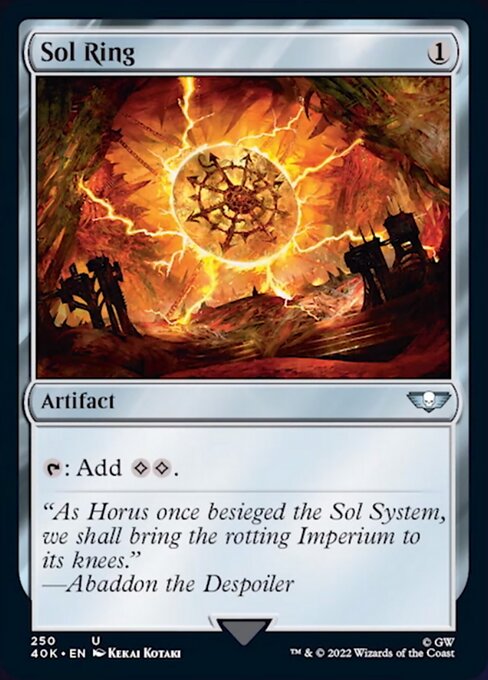 Sol Ring 1
Artifact
: Add .
“As Horus once besieged the Sol System,
we shall bring the rotting Imperium to
its knees.”
—Abaddon the Despoiler
250 U © GW
40K • EN Kekai Kotaki ™ & © 2022 Wizards of the Coast